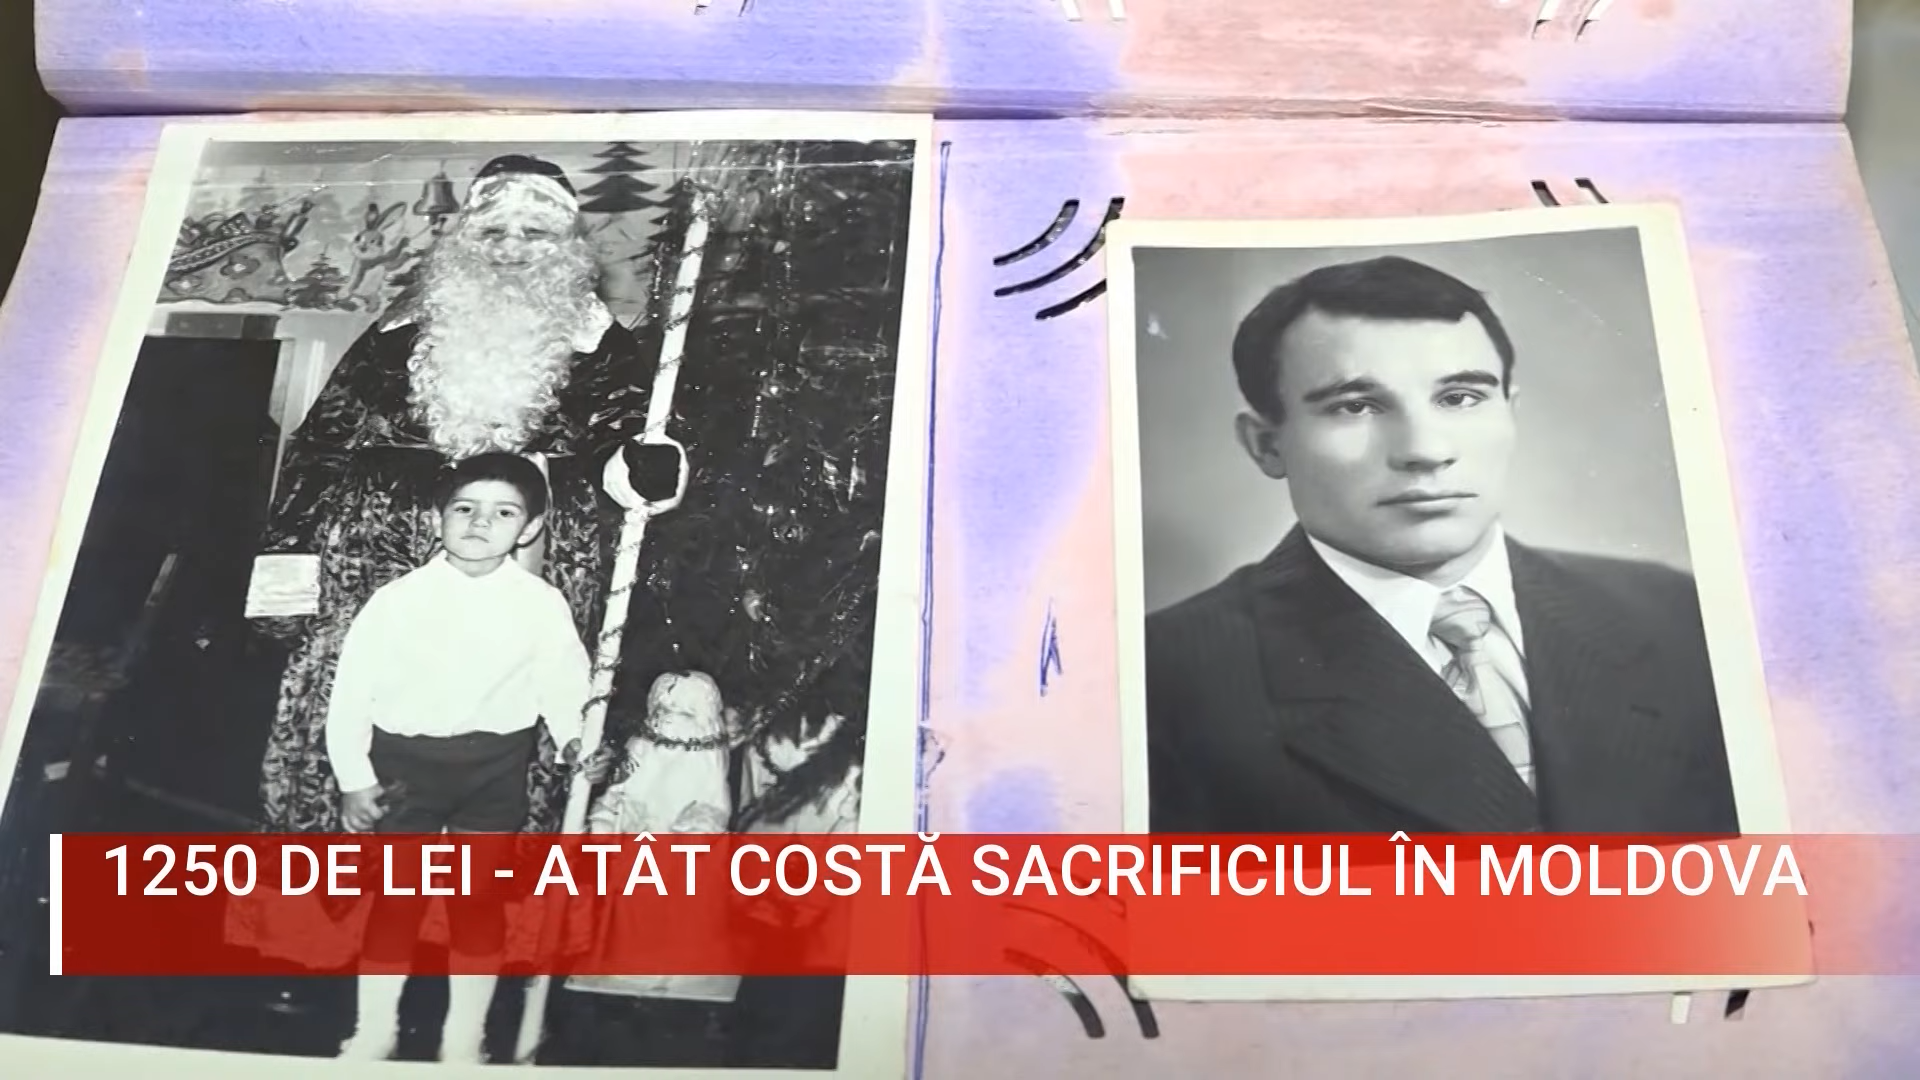 1250 DE LEI - ATÂT COSTĂ SACRIFICIUL ÎN MOLDOVA